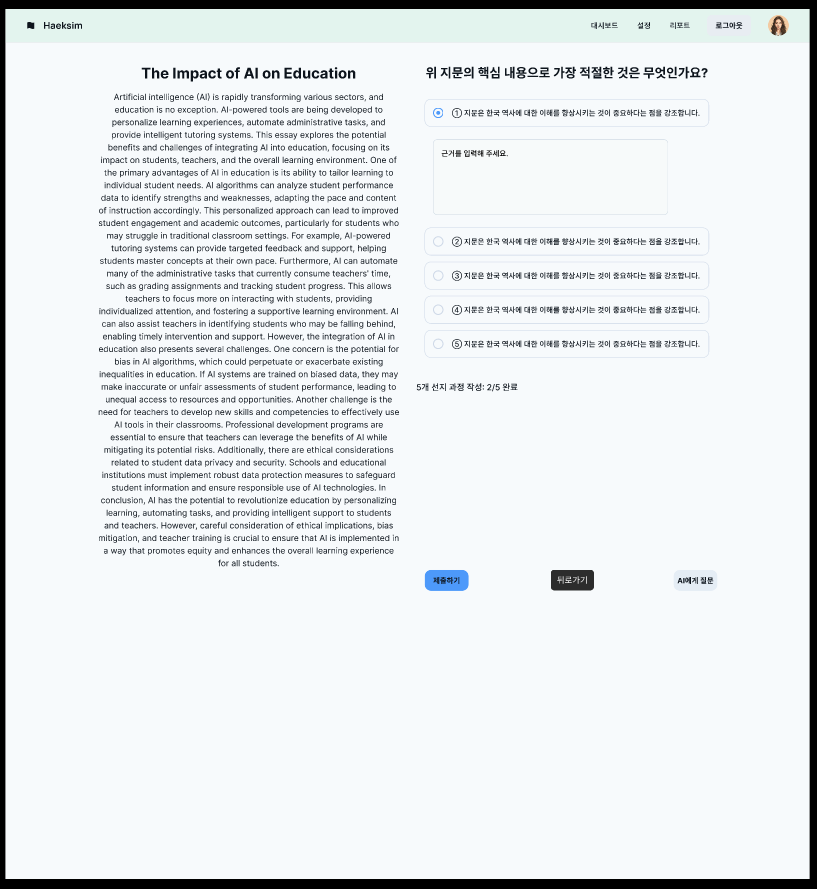 Haeksim
대시보드
설정
리포트
로그아웃
The Impact of AI on Education
Artificial intelligence (AI) is rapidly transforming various sectors, and
education is no exception. AI-powered tools are being developed to
personalize learning experiences, automate administrative tasks, and
provide intelligent tutoring systems. This essay explores the potential
benefits and challenges of integrating AI into education, focusing on its
impact on students, teachers, and the overall learning environment. One of
the primary advantages of AI in education is its ability to tailor learning to
individual student needs. AI algorithms can analyze student performance
data to identify strengths and weaknesses, adapting the pace and content
of instruction accordingly. This personalized approach can lead to improved
student engagement and academic outcomes, particularly for students who
may struggle in traditional classroom settings. For example, AI-powered
tutoring systems can provide targeted feedback and support, helping
students master concepts at their own pace. Furthermore, AI can automate
many of the administrative tasks that currently consume teachers' time,
such as grading assignments and tracking student progress. This allows
teachers to focus more on interacting with students, providing
individualized attention, and fostering a supportive learning environment. AI
can also assist teachers in identifying students who may be falling behind,
enabling timely intervention and support. However, the integration of AI in
education also presents several challenges. One concern is the potential for
bias in AI algorithms, which could perpetuate or exacerbate existing
inequalities in education. If AI systems are trained on biased data, they may
make inaccurate or unfair assessments of student performance, leading to
unequal access to resources and opportunities. Another challenge is the
need for teachers to develop new skills and competencies to effectively use
AI tools in their classrooms. Professional development programs are
essential to ensure that teachers can leverage the benefits of AI while
mitigating its potential risks. Additionally, there are ethical considerations
related to student data privacy and security. Schools and educational
institutions must implement robust data protection measures to safeguard
student information and ensure responsible use of AI technologies. In
conclusion, AI has the potential to revolutionize education by personalizing
learning, automating tasks, and providing intelligent support to students
and teachers. However, careful consideration of ethical implications, bias
mitigation, and teacher training is crucial to ensure that AI is implemented in
a way that promotes equity and enhances the overall learning experience
for all students.
위 지문의 핵심 내용으로 가장 적절한 것은 무엇인가요?
① 지문은 한국 역사에 대한 이해를 향상시키는 것이 중요하다는 점을 강조합니다.
근거를 입력해 주세요.
② 지문은 한국 역사에 대한 이해를 향상시키는 것이 중요하다는 점을 강조합니다.
③ 지문은 한국 역사에 대한 이해를 향상시키는 것이 중요하다는 점을 강조합니다.
④ 지문은 한국 역사에 대한 이해를 향상시키는 것이 중요하다는 점을 강조합니다.
⑤ 지문은 한국 역사에 대한 이해를 향상시키는 것이 중요하다는 점을 강조합니다.
5개 선지 과정 작성: 2/5 완료
제출하기
뒤로가기
AI에게 질문